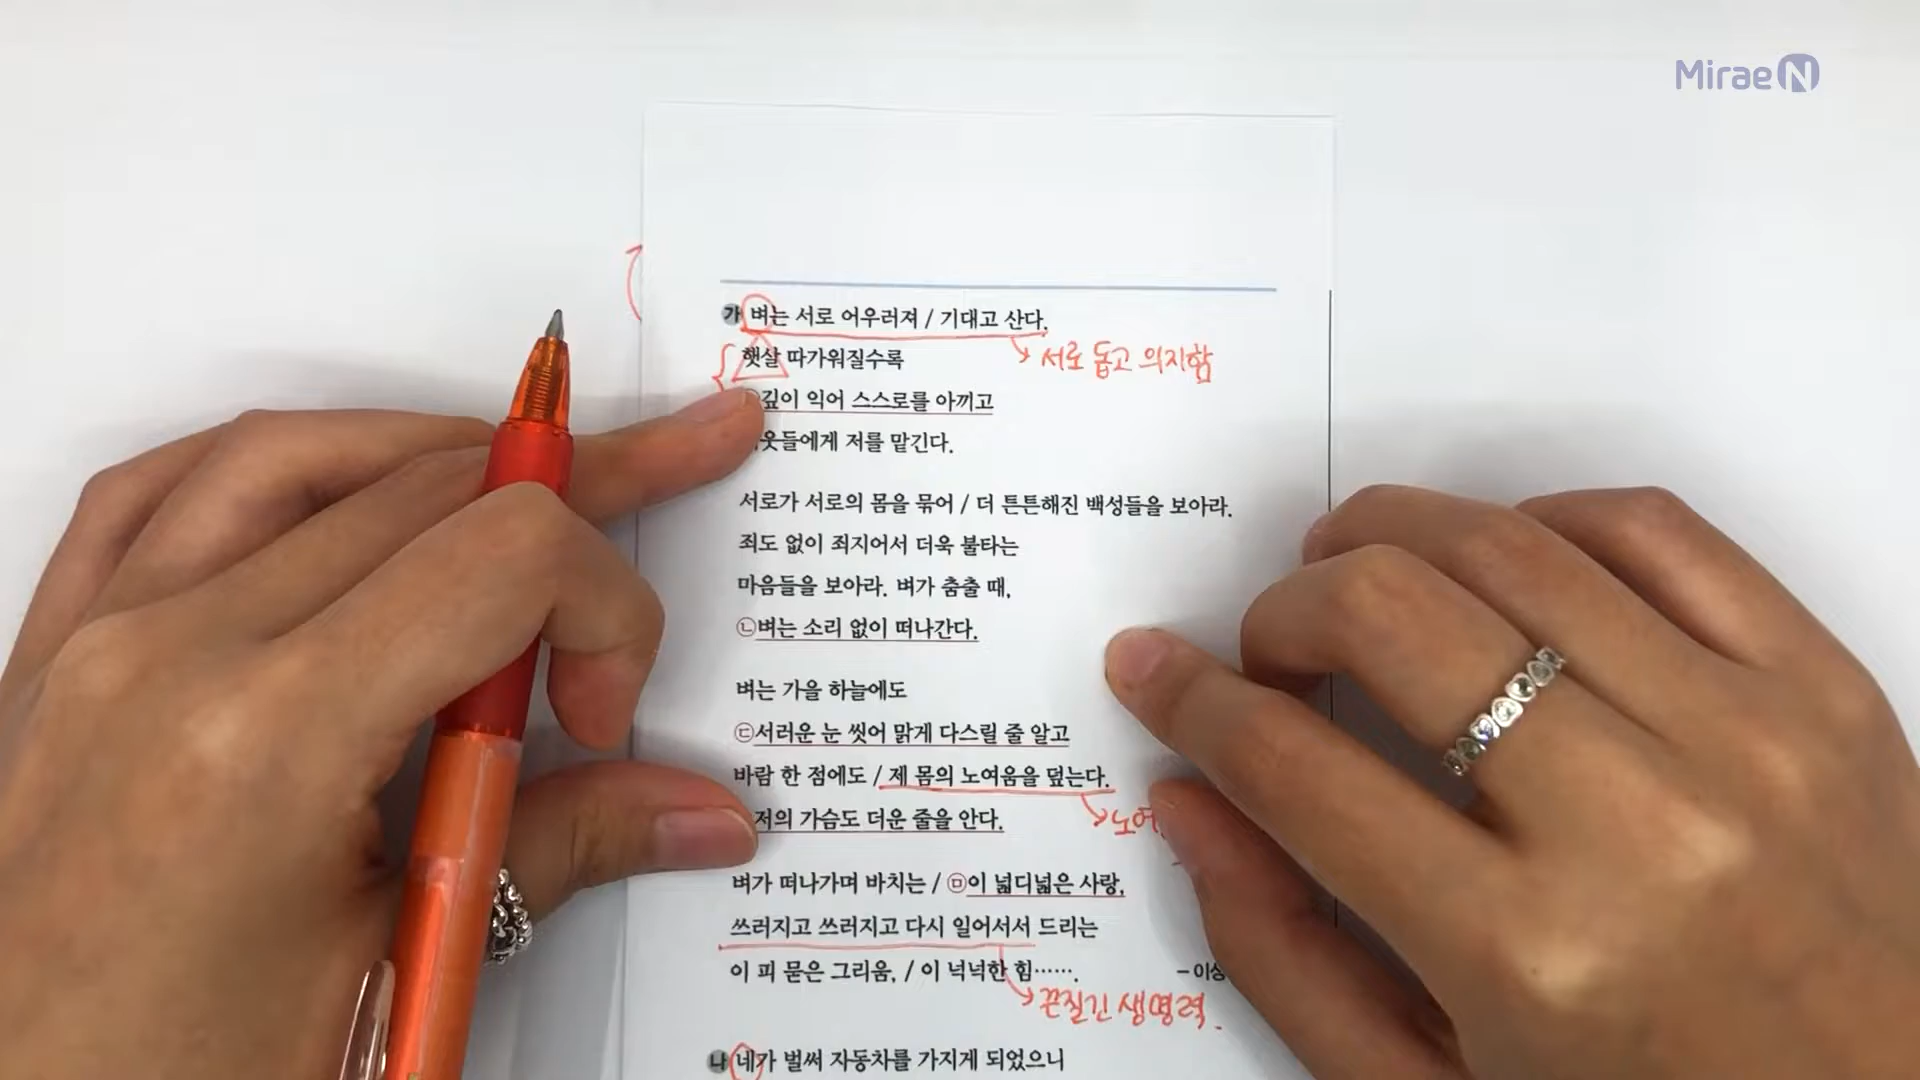 Mirae N
가 벼는 서로 어우러져 / 기대고 산다.
서로 돕고 의지함
햇살 따가워질수록
깊이 익어 스스로를 아끼고
웃들에게 저를 맡긴다.
서로가 서로의 몸을 묶어 / 더 튼튼해진 백성들을 보아라.
죄도 없이 죄지어서 더욱 불타는
마음들을 보아라. 벼가 춤출 때,
㉡벼는 소리 없이 떠나간다.
벼는 가을 하늘에도
㉢서러운 눈 씻어 맑게 다스릴 줄 알고
바람 한 점에도 / 제 몸의 노여움을 덮는다.
저의 가슴도 더운 줄을 안다.
노여
벼가 떠나가며 바치는 / ㉤이 넓디넓은 사랑,
쓰러지고 쓰러지고 다시 일어서서 드리는
이 피 묻은 그리움, / 이 넉넉한 힘……. - 이성
끈질긴 생명력.
나 네가 벌써 자동차를 가지게 되었으니